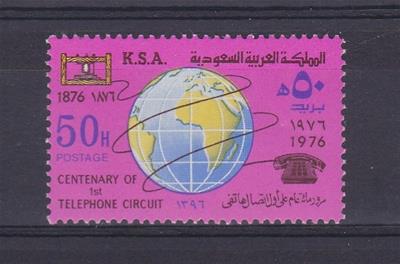 K.S.A. المملكة العربية السعودية
1876 ١٨٧٦
٥٠ هـ
بريد
50H
POSTAGE
١٩٧٦
1976
CENTENARY OF
1st
TELEPHONE CIRCUIT
١٣٩٦
مرور مائة عام على أول اتصال هاتفي